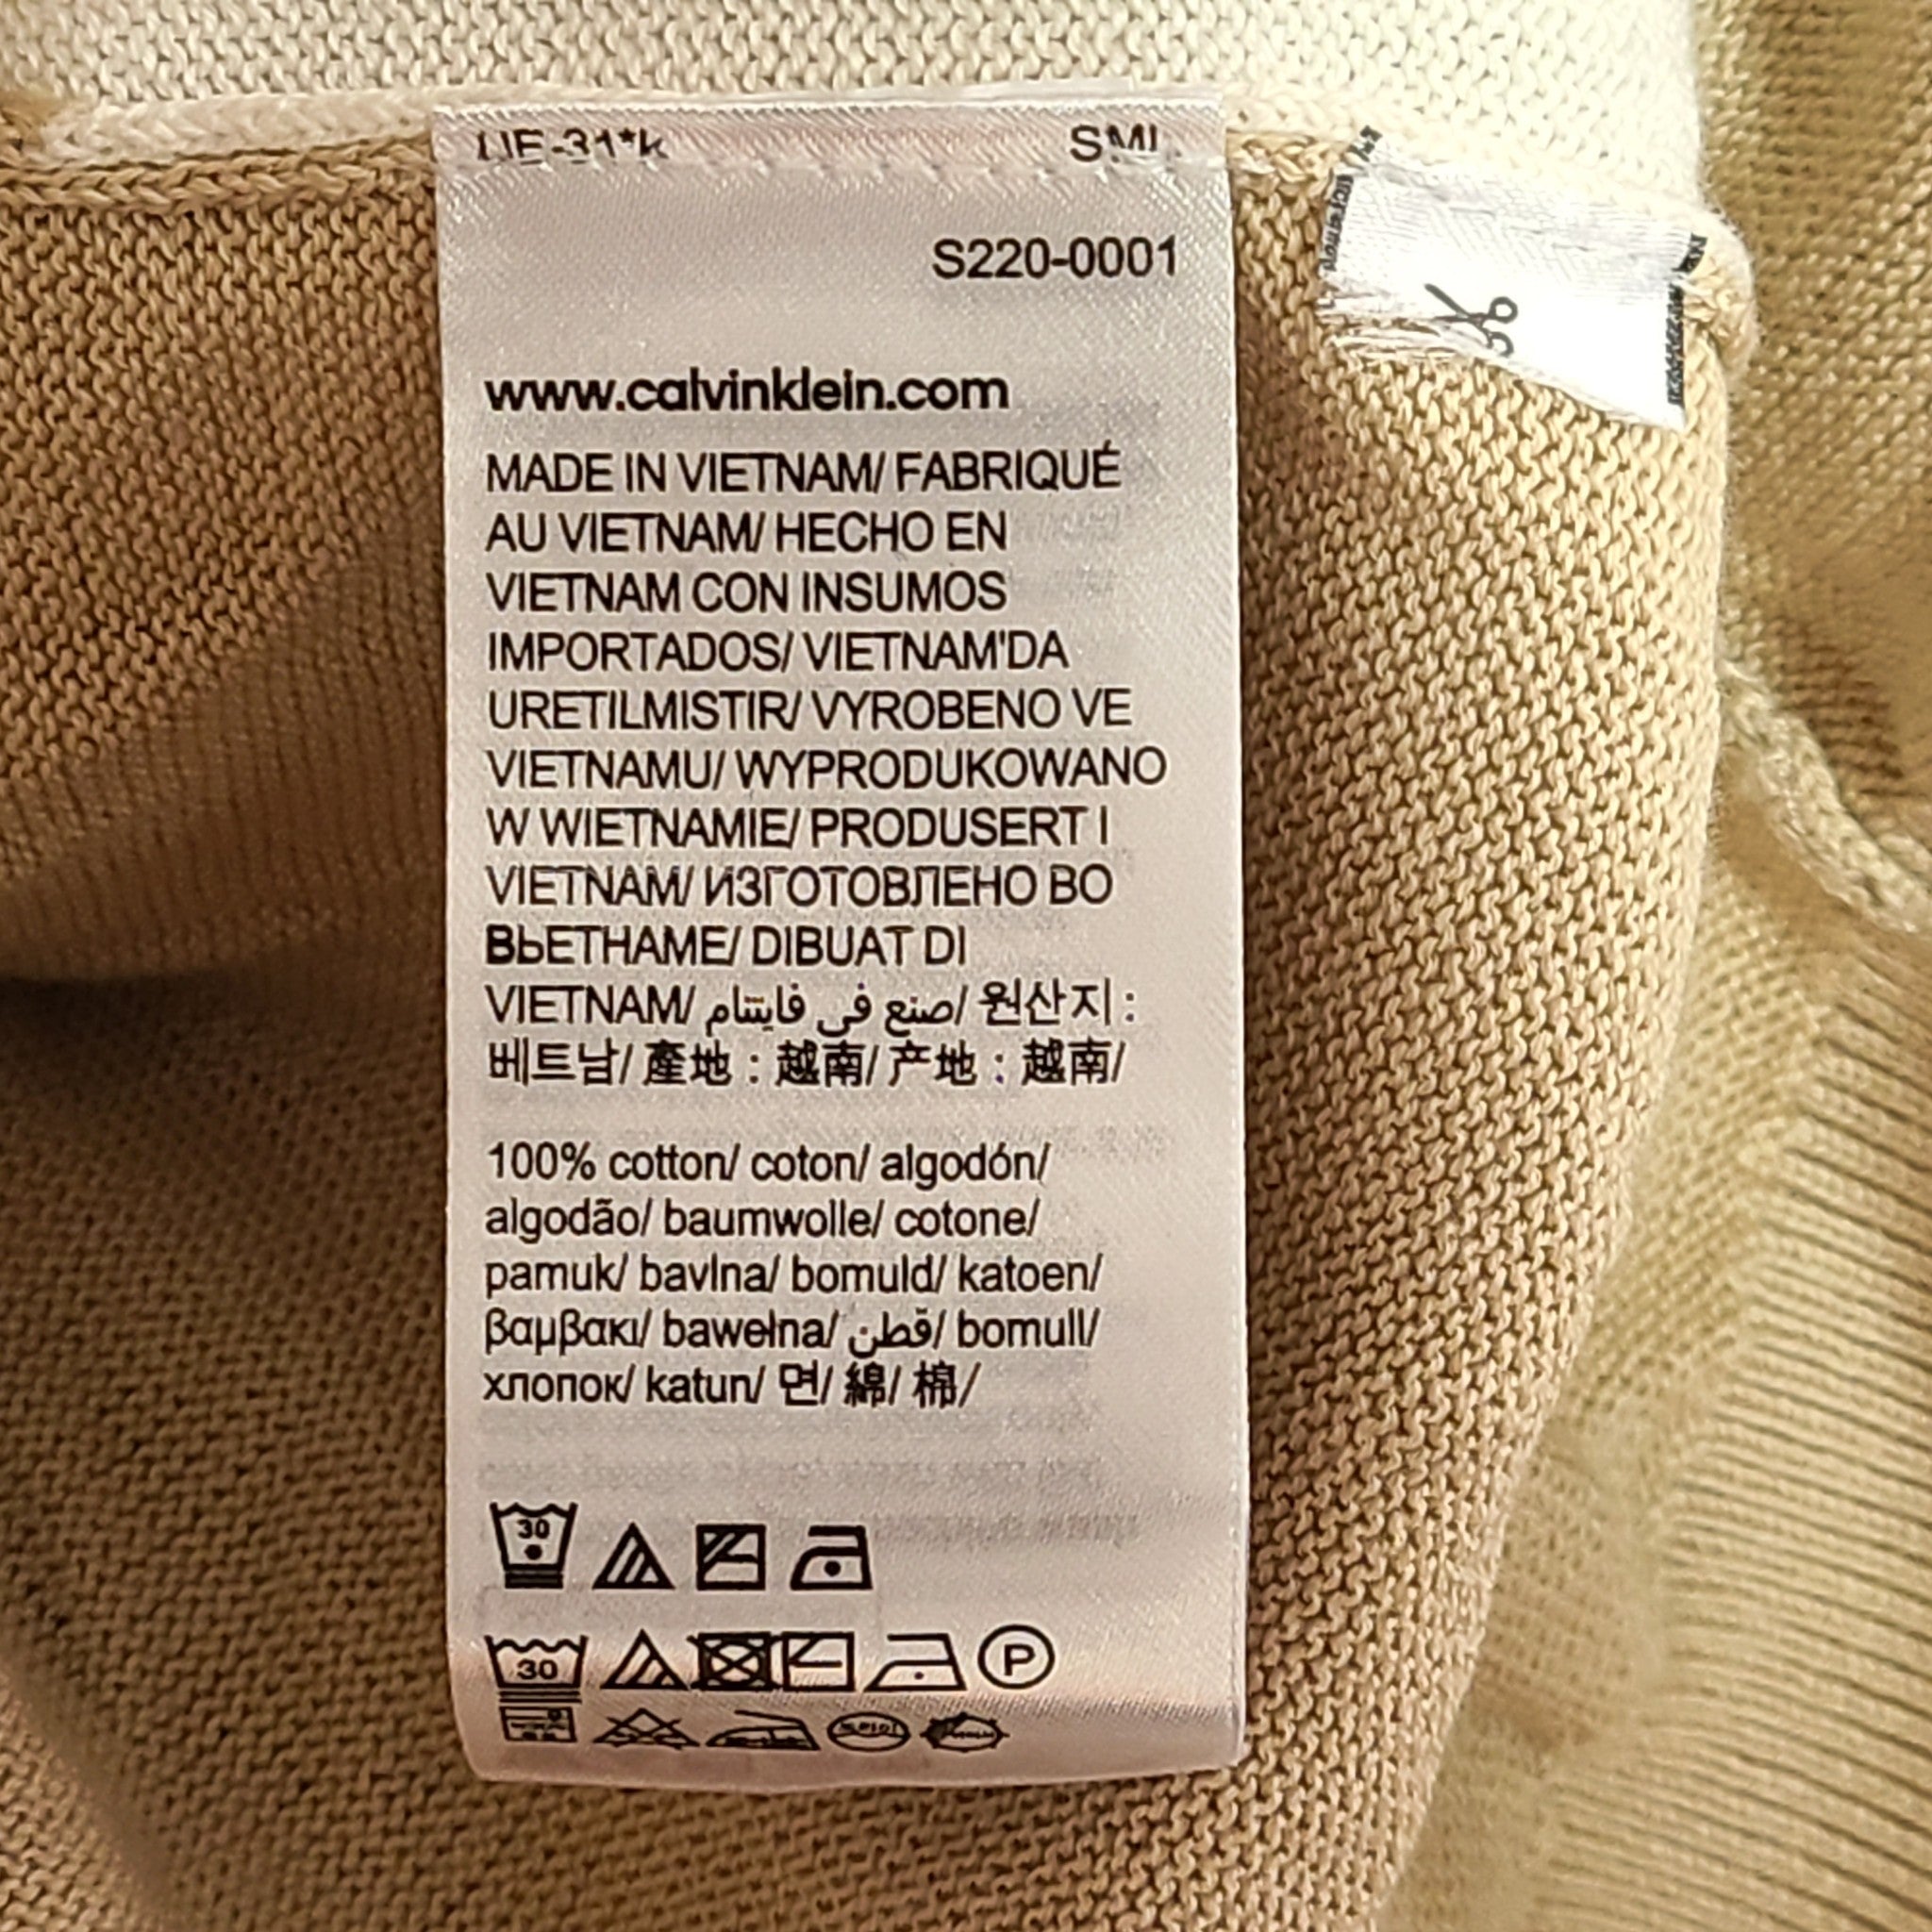 S220-0001
www.calvinklein.com
MADE IN VIETNAM/ FABRIQUÉ
AU VIETNAM/ HECHO EN
VIETNAM CON INSUMOS
IMPORTADOS/ VIETNAM'DA
URETILMISTIR/ VYROBENO VE
VIETNAMU/ WYPRODUKOWANO
W WIETNAMIE/ PRODUSERT I
VIETNAM/ ИЗГОТОВЛЕНО ВО
ВЬЕТНАМЕ/ DIBUAT DI
VIETNAM/ صنع في فايتنام/ 원산지 :
베트남/ 產地 : 越南/ 产地 : 越南/
100% cotton/ coton/ algodón/
algodão/ baumwolle/ cotone/
pamuk/ bavlna/ bomuld/ katoen/
βαμβακι/ bawełna/ قطن/ bomull/
хлопок/ katun/ 면/ 綿/ 棉/
30
30 P
드라이